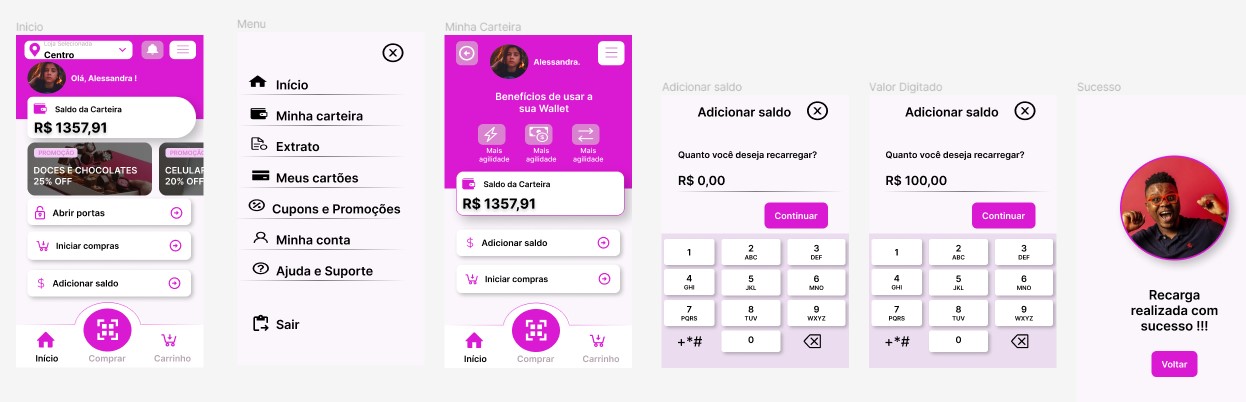 Início
Loja Selecionada
Centro
Olá, Alessandra !
Saldo da Carteira
R$ 1357,91
PROMOÇÃO
DOCES E CHOCOLATES
25% OFF
PROMOÇÃ
CELULAR
20% OFF
Abrir portas
Iniciar compras
Adicionar saldo
Início
Comprar
Carrinho
Menu
Início
Minha carteira
Extrato
Meus cartões
Cupons e Promoções
Minha conta
Ajuda e Suporte
Sair
Minha Carteira
Alessandra.
Benefícios de usar a
sua Wallet
Mais
agilidade
Mais
agilidade
Mais
agilidade
Saldo da Carteira
R$ 1357,91
Adicionar saldo
Iniciar compras
Início
Comprar
Carrinho
Adicionar saldo
Adicionar saldo
Quanto você deseja recarregar?
R$ 0,00
Continuar
1
2
ABC
3
DEF
4
GHI
5
JKL
6
MNO
7
PQRS
8
TUV
9
WXYZ
+*#
0
Valor Digitado
Adicionar saldo
Quanto você deseja recarregar?
R$ 100,00
Continuar
1
2
ABC
3
DEF
4
GHI
5
JKL
6
MNO
7
PQRS
8
TUV
9
WXYZ
+*#
0
Sucesso
Recarga
realizada com
sucesso !!!
Voltar